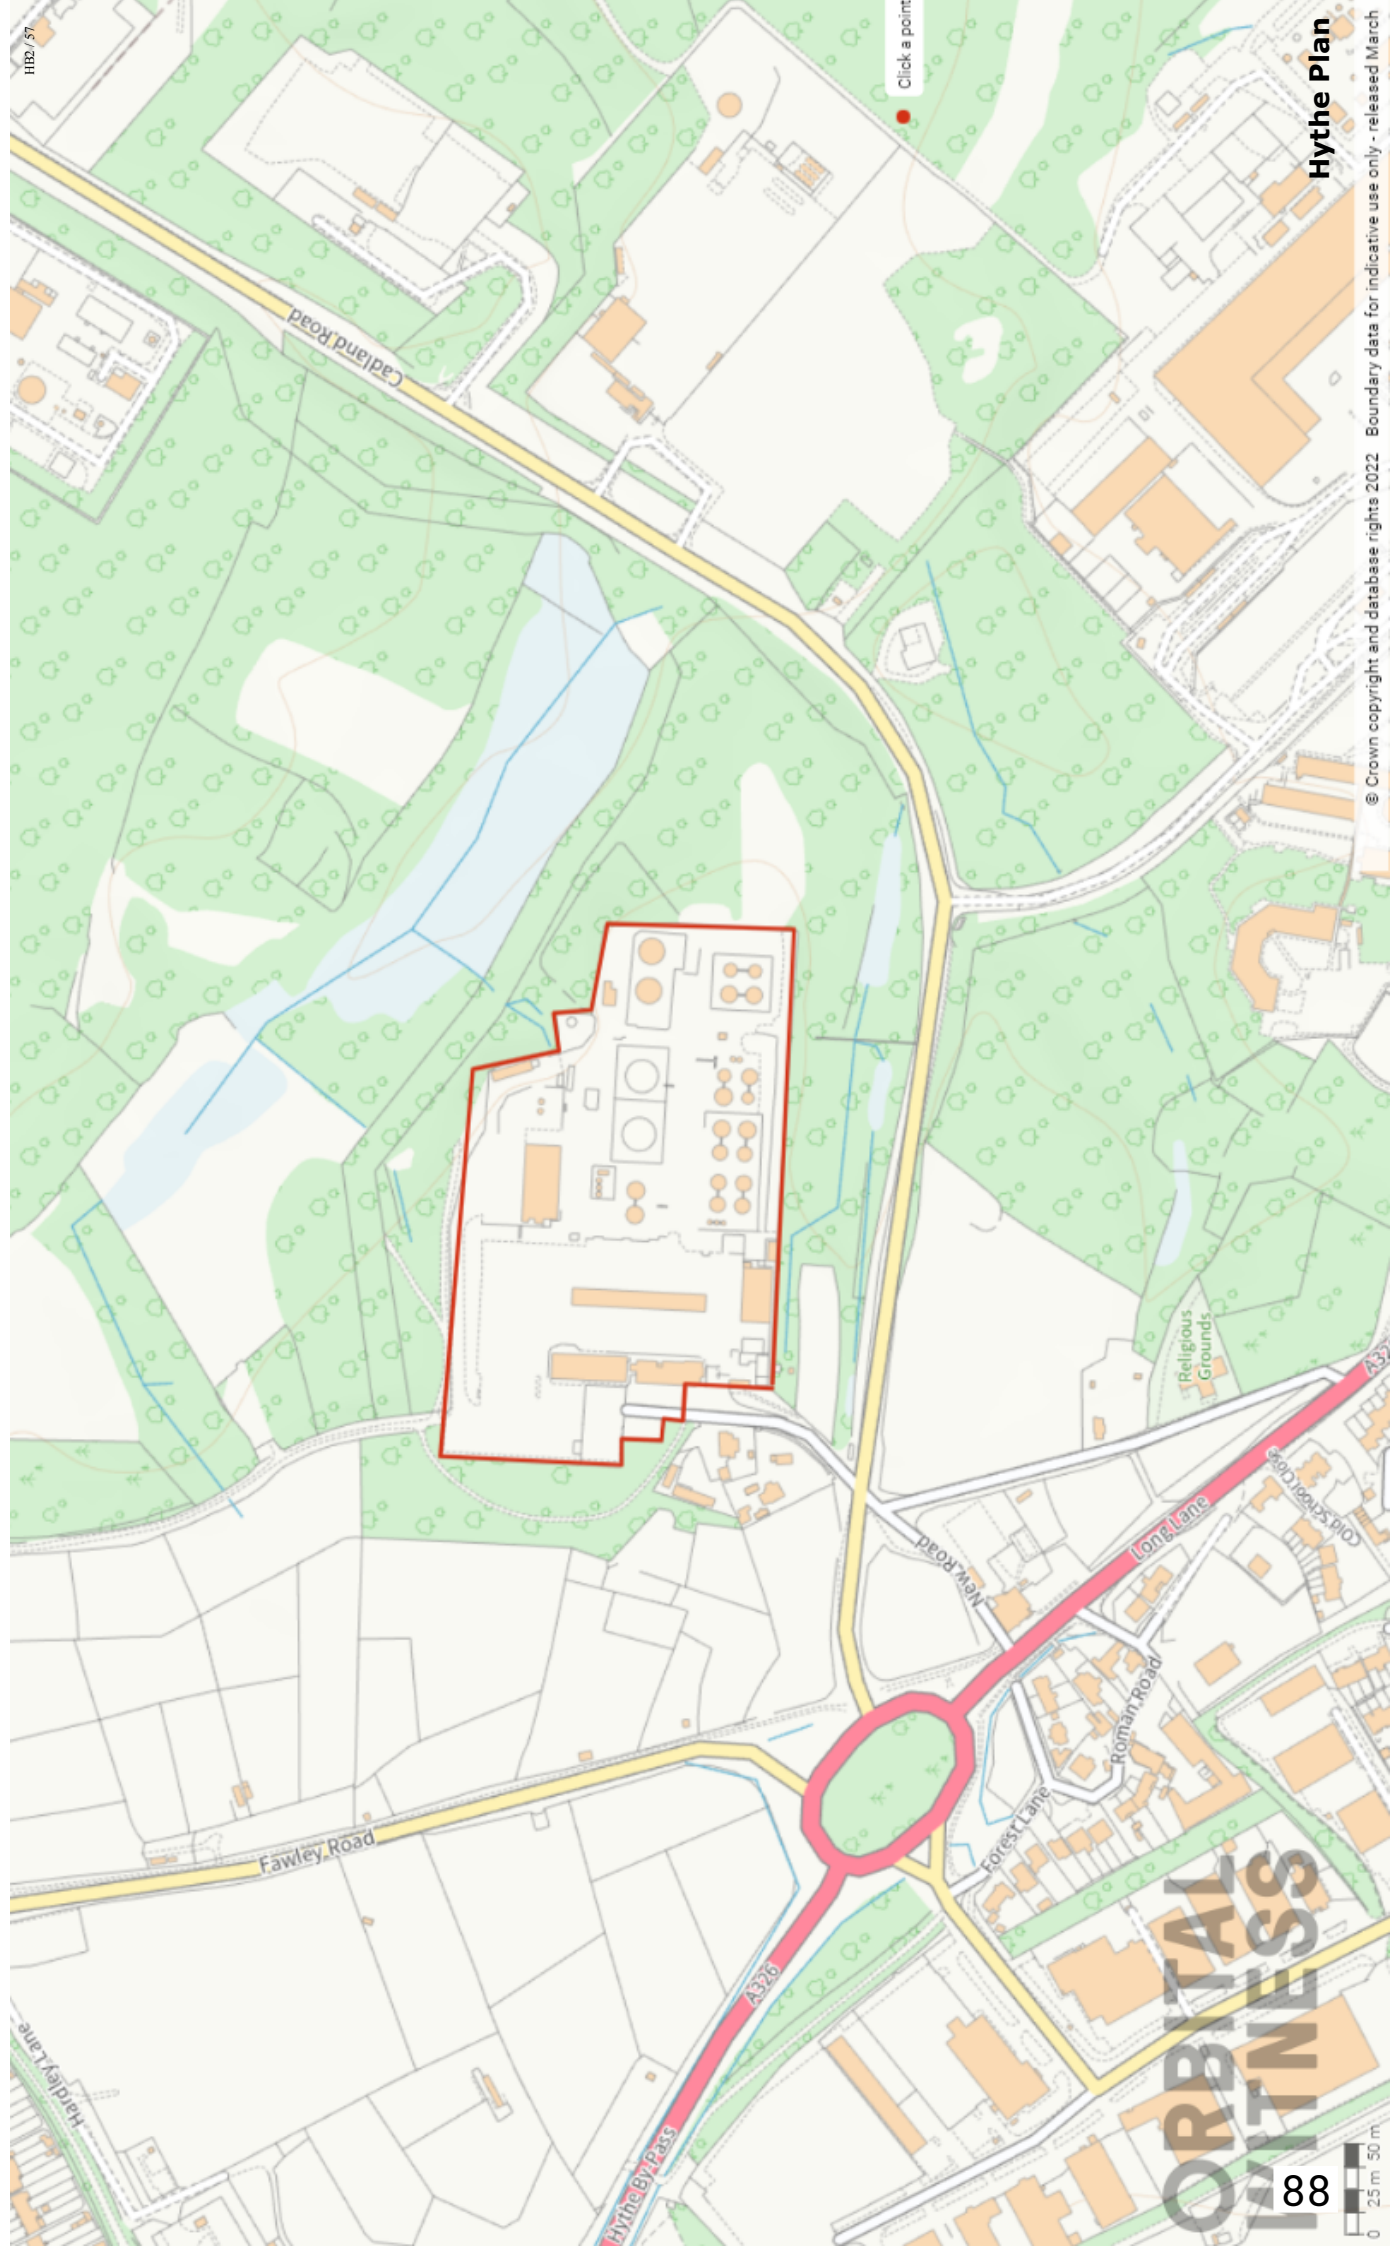 HB2 / 57
Hythe Plan
Click a point
Cadland Road
Hardley Lane
Fawley Road
A326
Hythe By Pass
New Road
Long Lane
Religious
Grounds
Old School Close
Roman Road
Forest Lane
ORBITAL
WITNESS
88
0 25 m 50 m
© Crown copyright and database rights 2022 Boundary data for indicative use only - released March